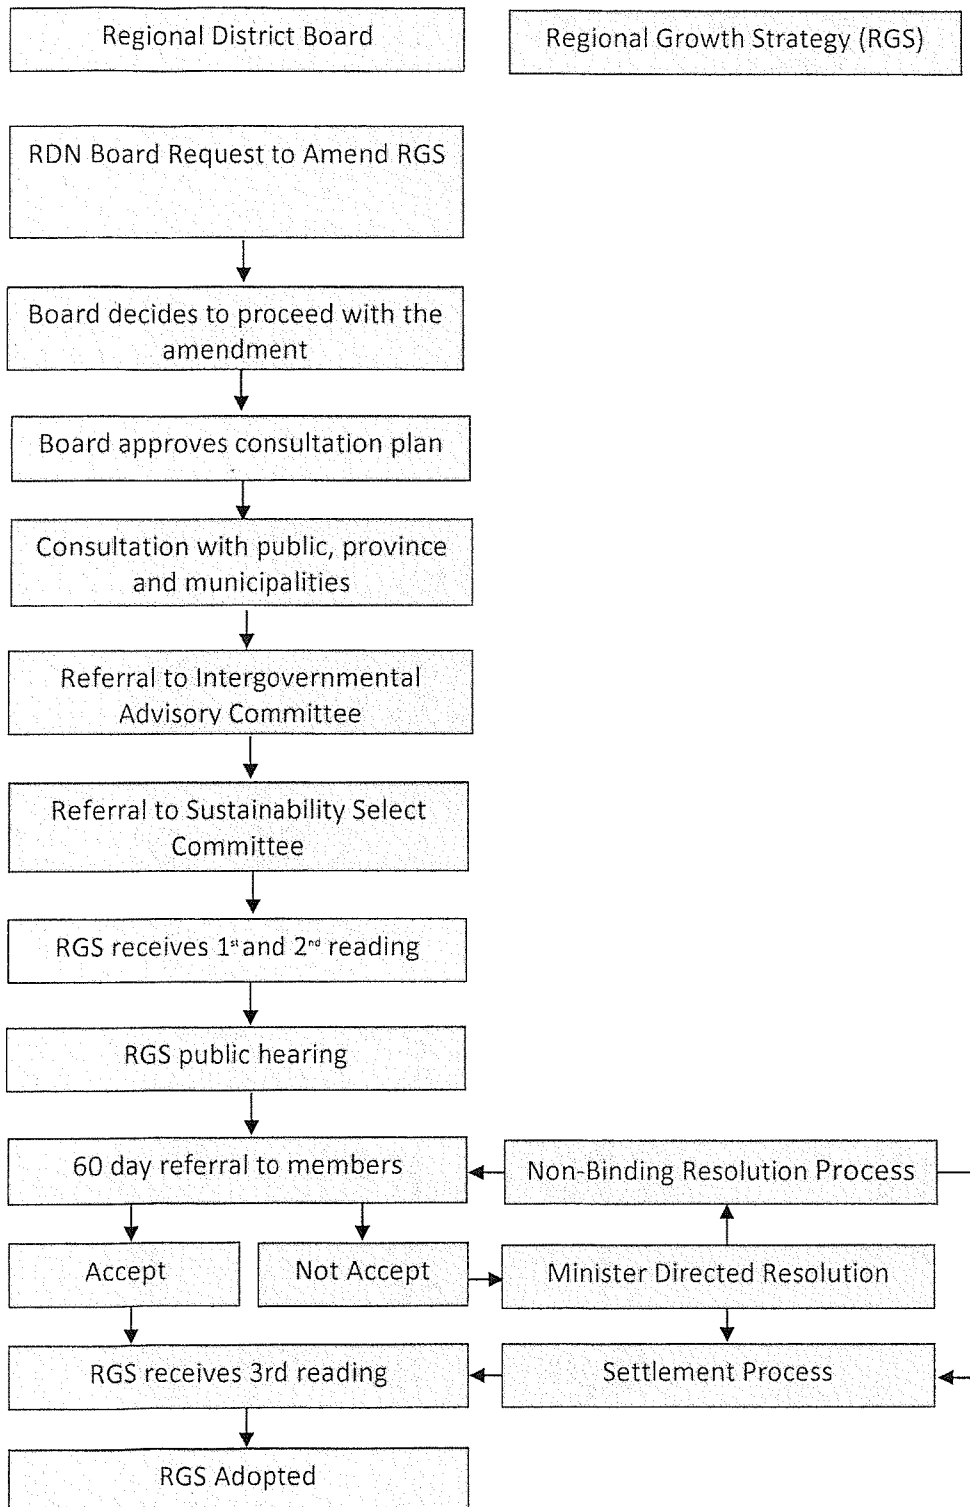 Regional District Board
Regional Growth Strategy (RGS)
RDN Board Request to Amend RGS
Board decides to proceed with the
amendment
Board approves consultation plan
Consultation with public, province
and municipalities
Referral to Intergovernmental
Advisory Committee
Referral to Sustainability Select
Committee
RGS receives 1st and 2nd reading
RGS public hearing
60 day referral to members
Non-Binding Resolution Process
Accept
Not Accept
Minister Directed Resolution
RGS receives 3rd reading
Settlement Process
RGS Adopted